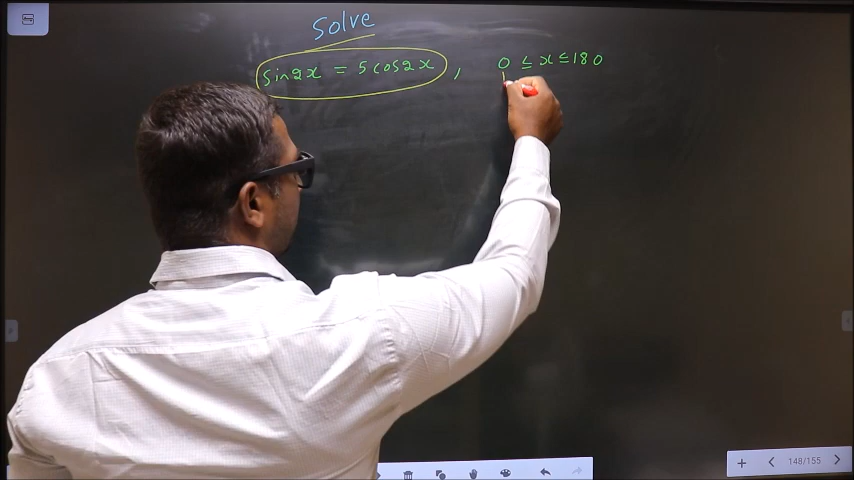 Solve
sin2x = 5cos2x , 0 ≤ x ≤ 180
148/155